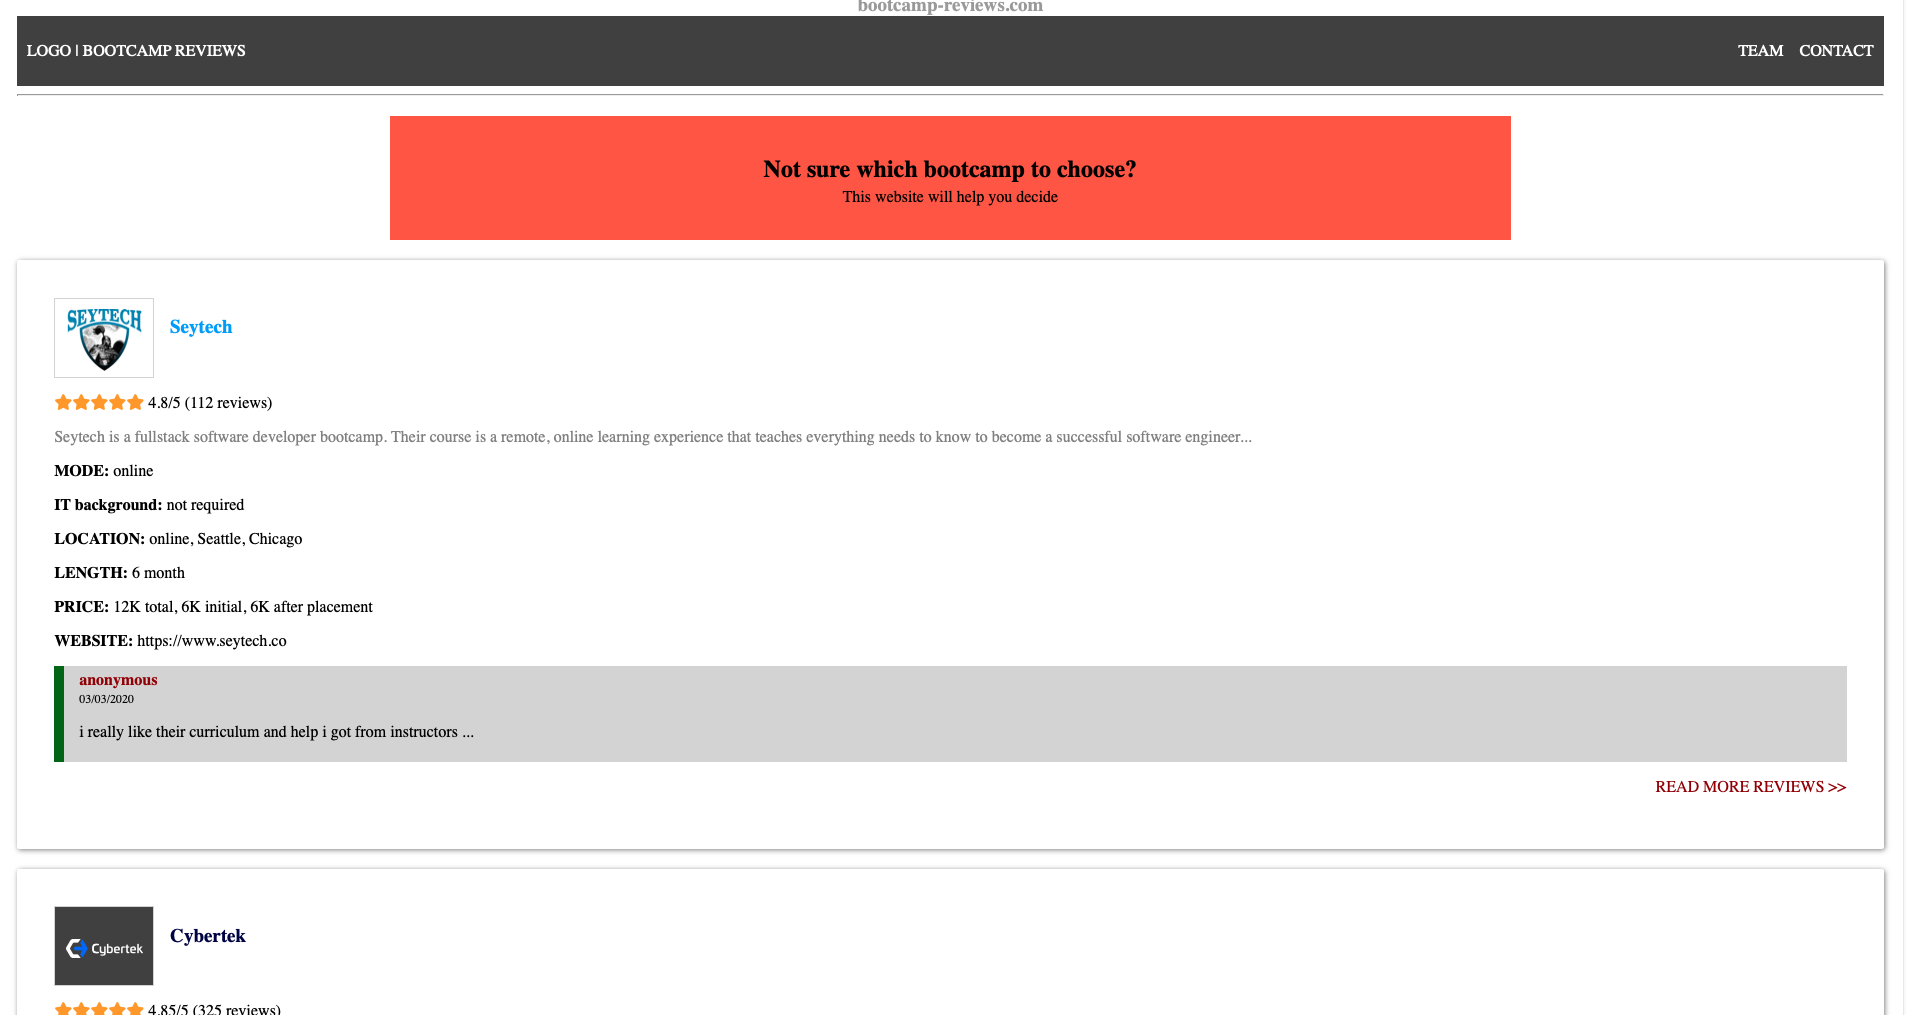 bootcamp-reviews.com
LOGO | BOOTCAMP REVIEWS
TEAM CONTACT
Not sure which bootcamp to choose?
This website will help you decide
SEYTECH
Seytech
4.8/5 (112 reviews)
Seytech is a fullstack software developer bootcamp. Their course is a remote, online learning experience that teaches everything needs to know to become a successful software engineer...
MODE: online
IT background: not required
LOCATION: online, Seattle, Chicago
LENGTH: 6 month
PRICE: 12K total, 6K initial, 6K after placement
WEBSITE: https://www.seytech.co
anonymous
03/03/2020
i really like their curriculum and help i got from instructors ...
READ MORE REVIEWS >>
Cybertek
Cybertek
4.85/5 (325 reviews)